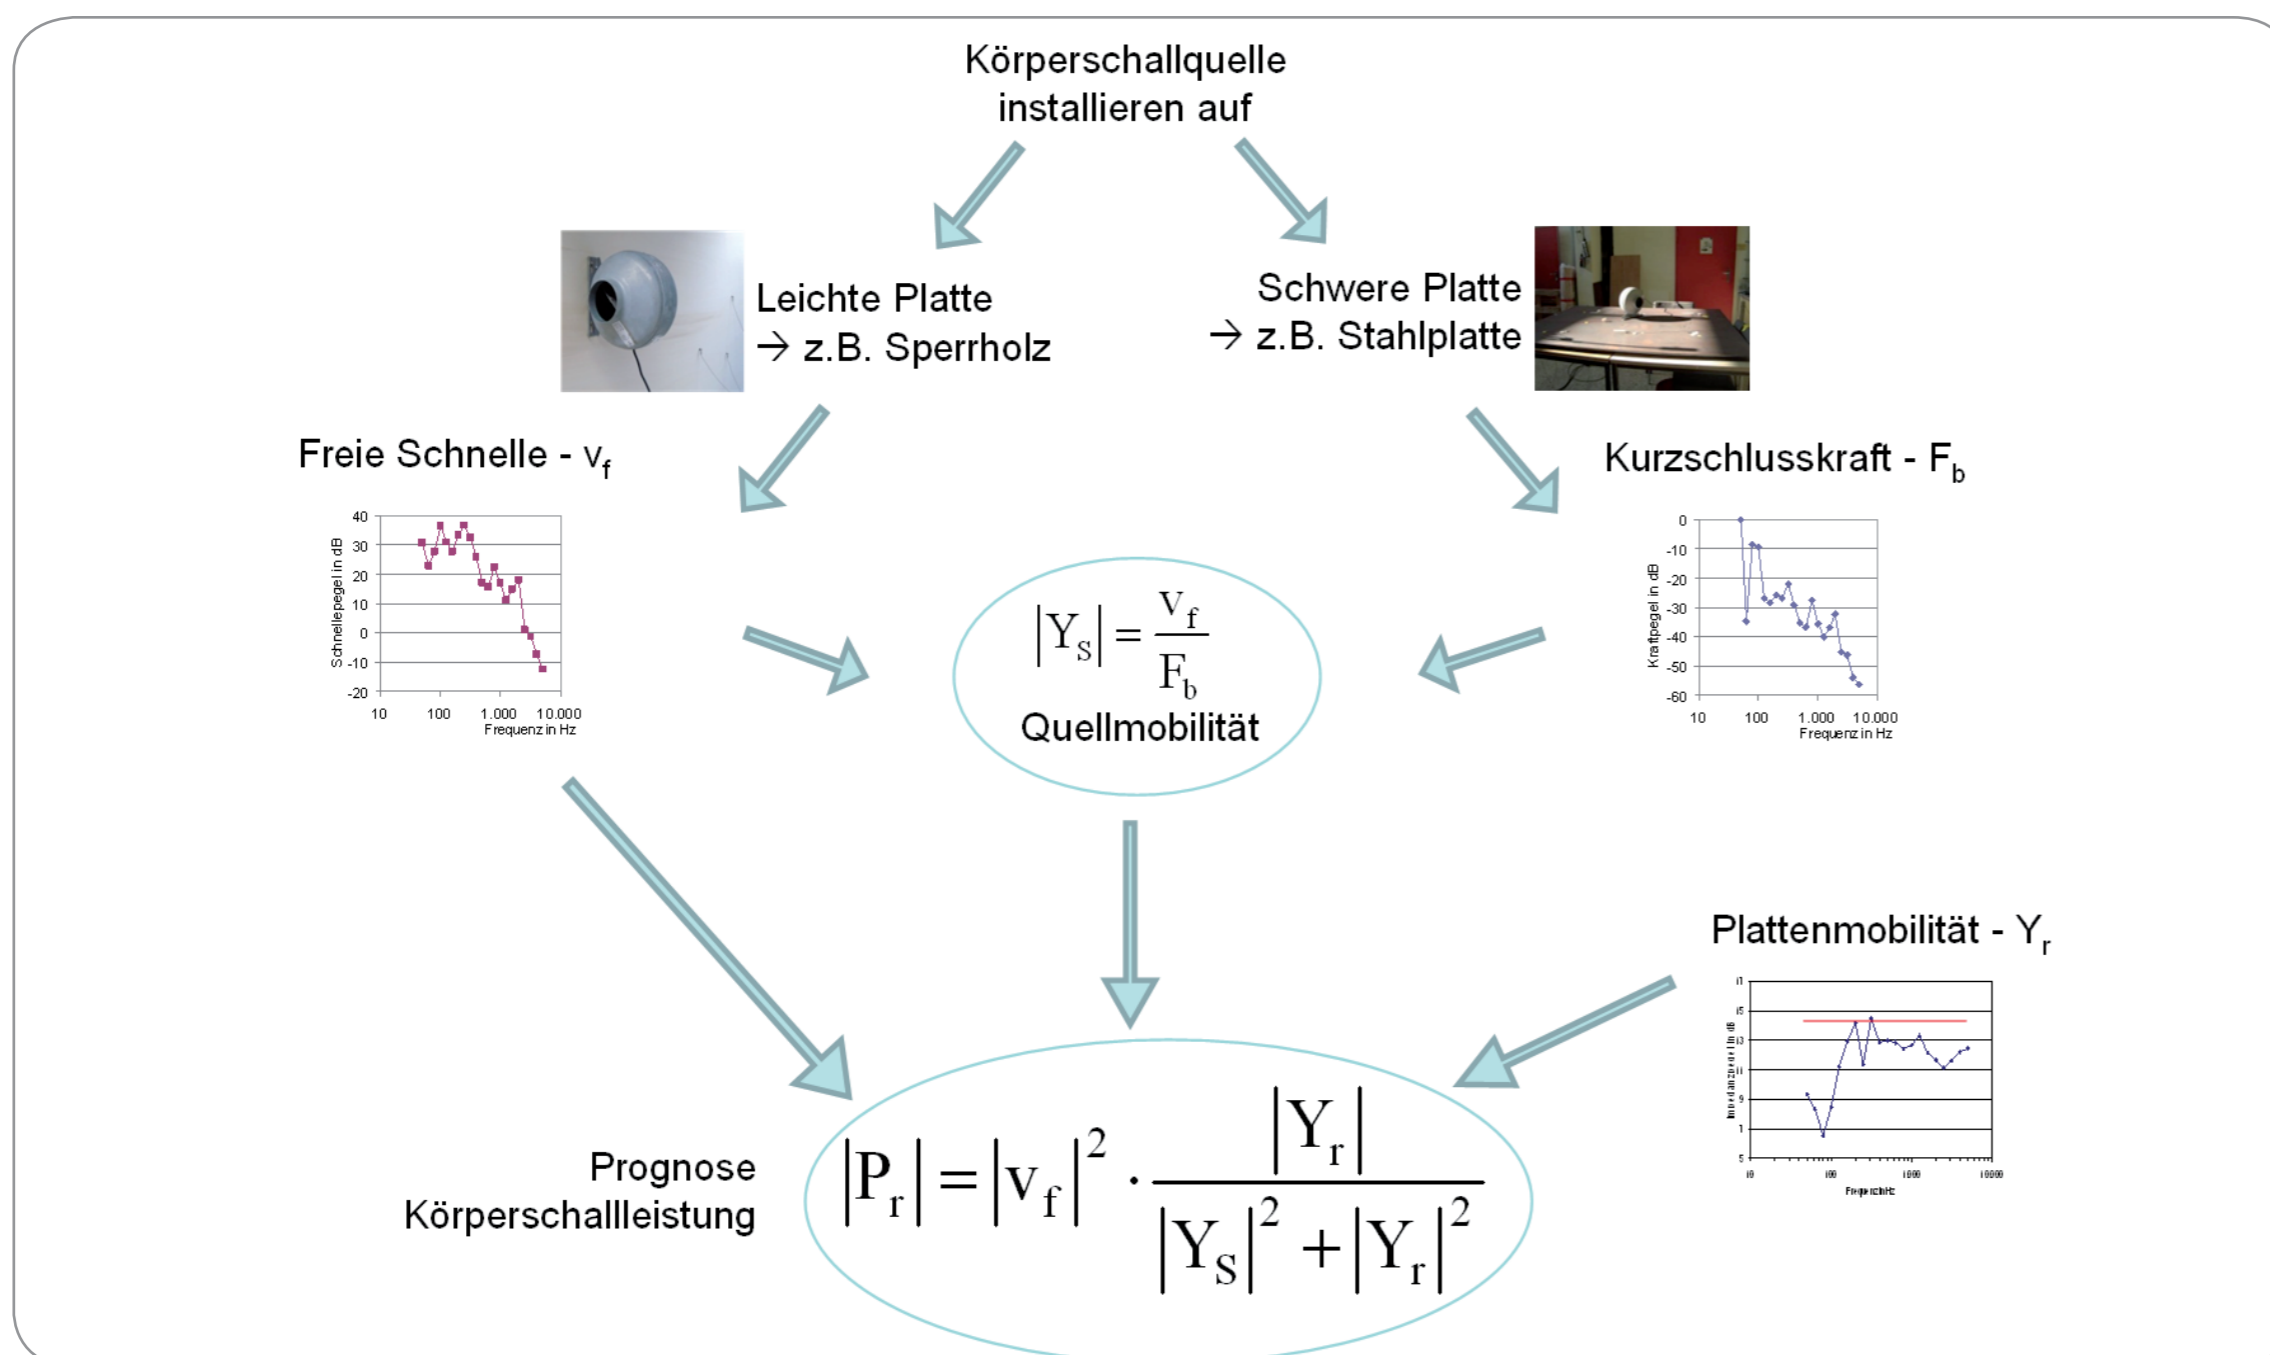 Körperschallquelle
installieren auf
Leichte Platte
→ z.B. Sperrholz
Schwere Platte
→ z.B. Stahlplatte
Freie Schnelle - v_f
Kurzschlusskraft - F_b
Schnellepegel in dB
40
30
20
10
0
-10
-20
10 100 1.000 10.000
Frequenz in Hz
|Y_S| = v_f / F_b
Quellmobilität
Kraftpegel in dB
0
-10
-20
-30
-40
-50
-60
10 100 1.000 10.000
Frequenz in Hz
Plattenmobilität - Y_r
5
10000
Prognose
Körperschallleistung
|P_r| = |v_f|² · |Y_r| / (|Y_S|² + |Y_r|²)